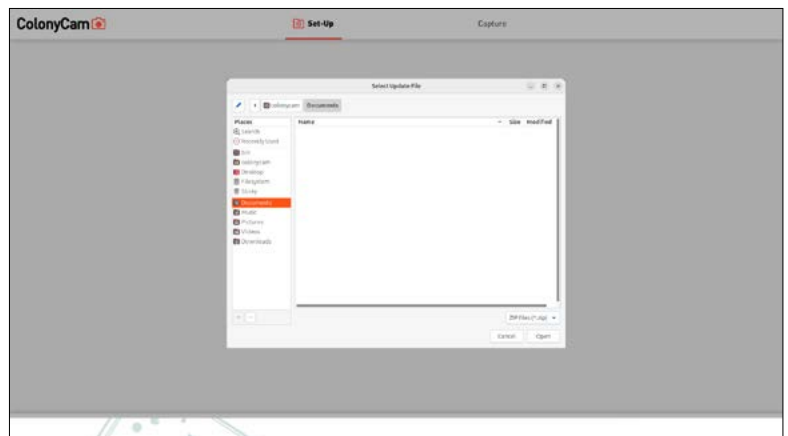 ColonyCam
Set-Up
Capture
Select Update File
colonycam Documents
Places
Search
Recently Used
Name
Size Modified
bin
colonycam
Desktop
Filesystem
Documents
Music
Pictures
Videos
Downloads
ZIP Files (*.zip)
Cancel
Open